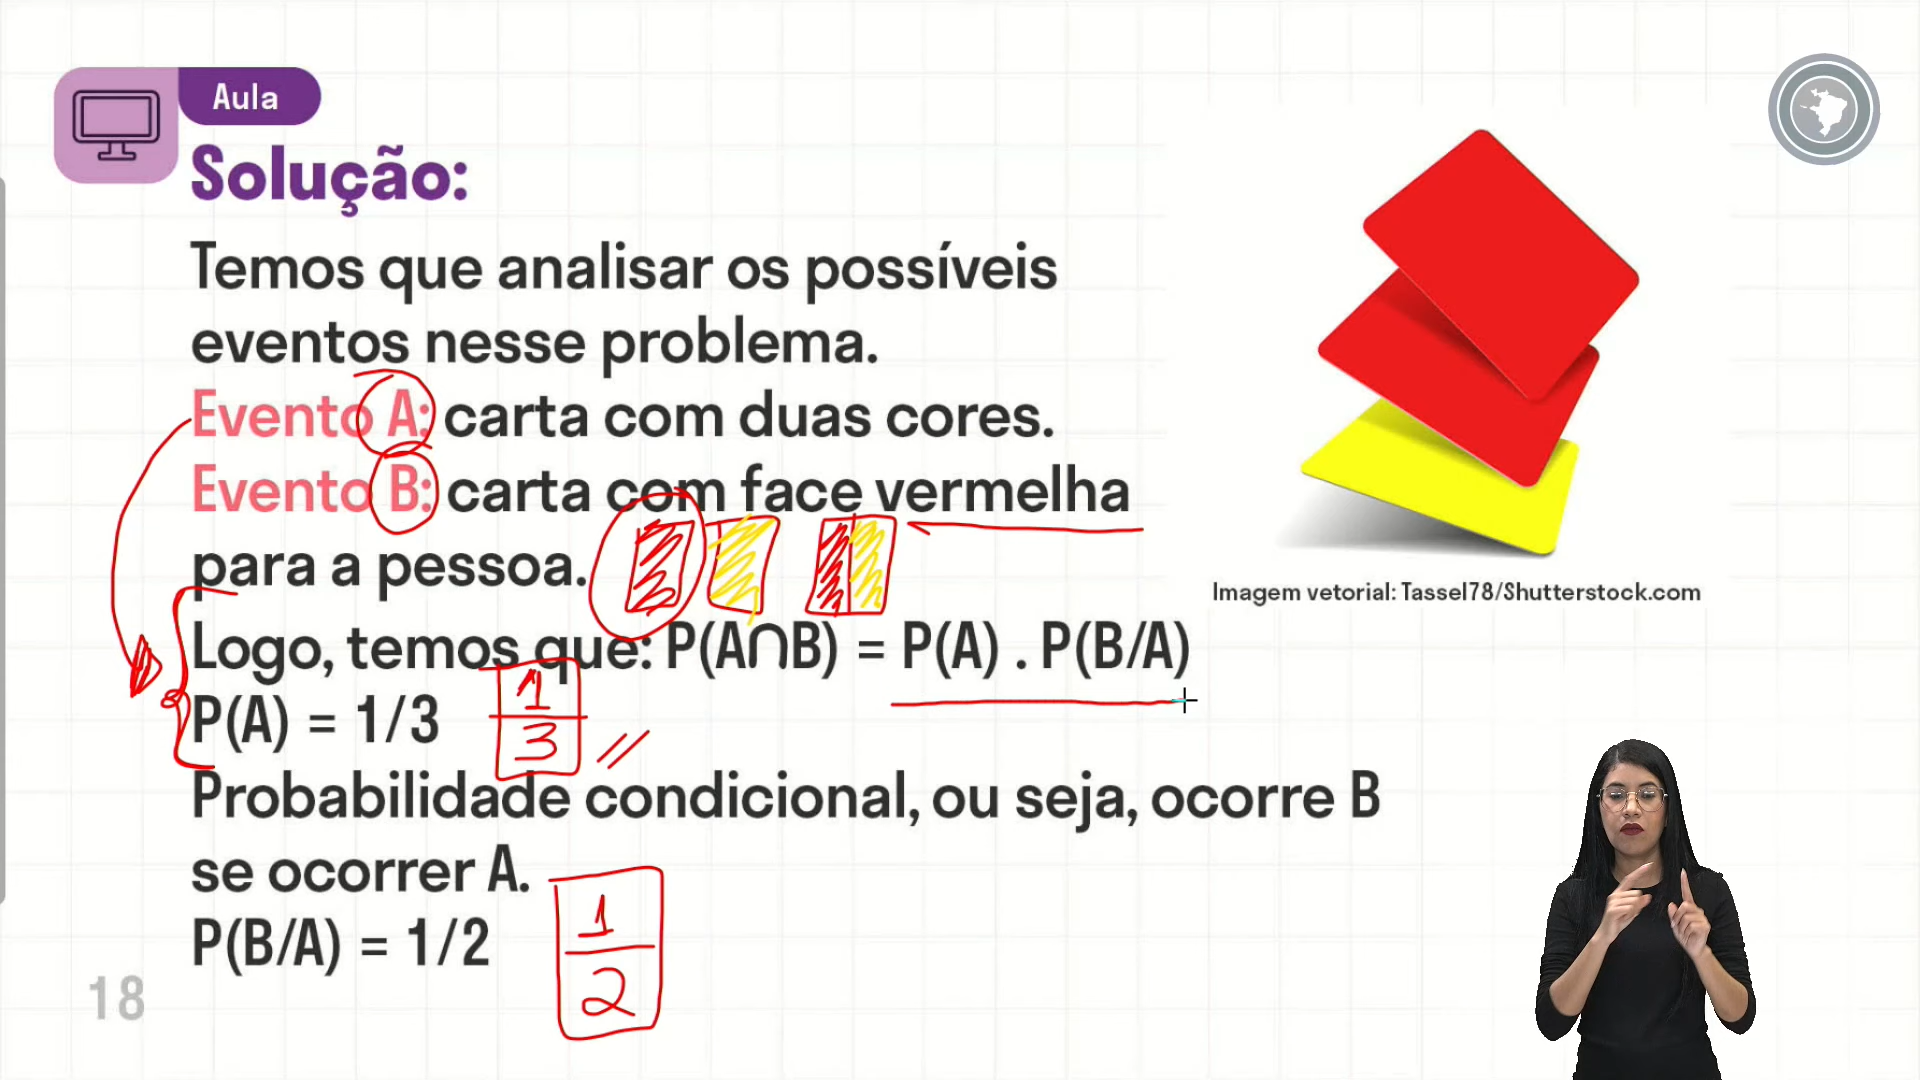 Aula
Solução:
Temos que analisar os possíveis
eventos nesse problema.
Evento A: carta com duas cores.
Evento B: carta com face vermelha
para a pessoa.
Imagem vetorial: Tassel78/Shutterstock.com
Logo, temos que: P(A∩B) = P(A) . P(B/A)
P(A) = 1/3
1
3
Probabilidade condicional, ou seja, ocorre B
se ocorrer A.
P(B/A) = 1/2
1
2
18